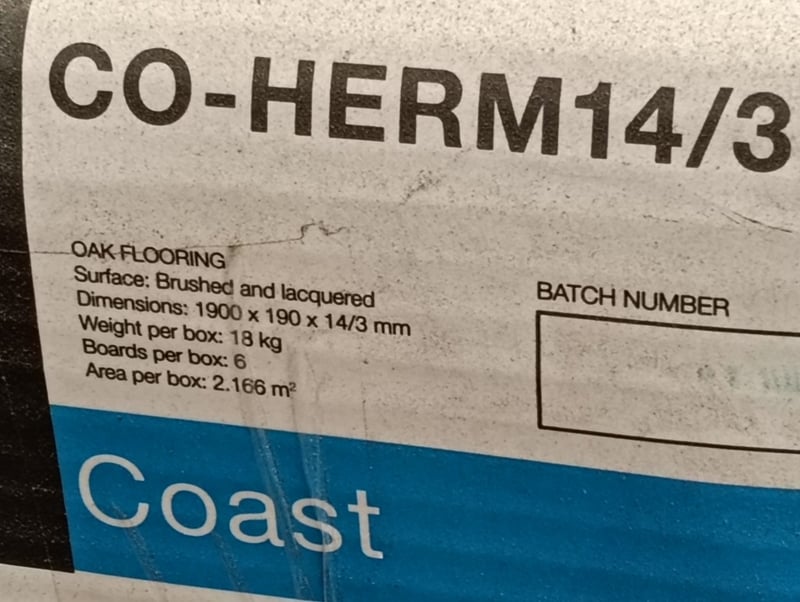 CO-HERM14/3
OAK FLOORING
Surface: Brushed and lacquered
Dimensions: 1900 x 190 x 14/3 mm
Weight per box: 18 kg
Boards per box: 6
Area per box: 2.166 m²
BATCH NUMBER
Coast